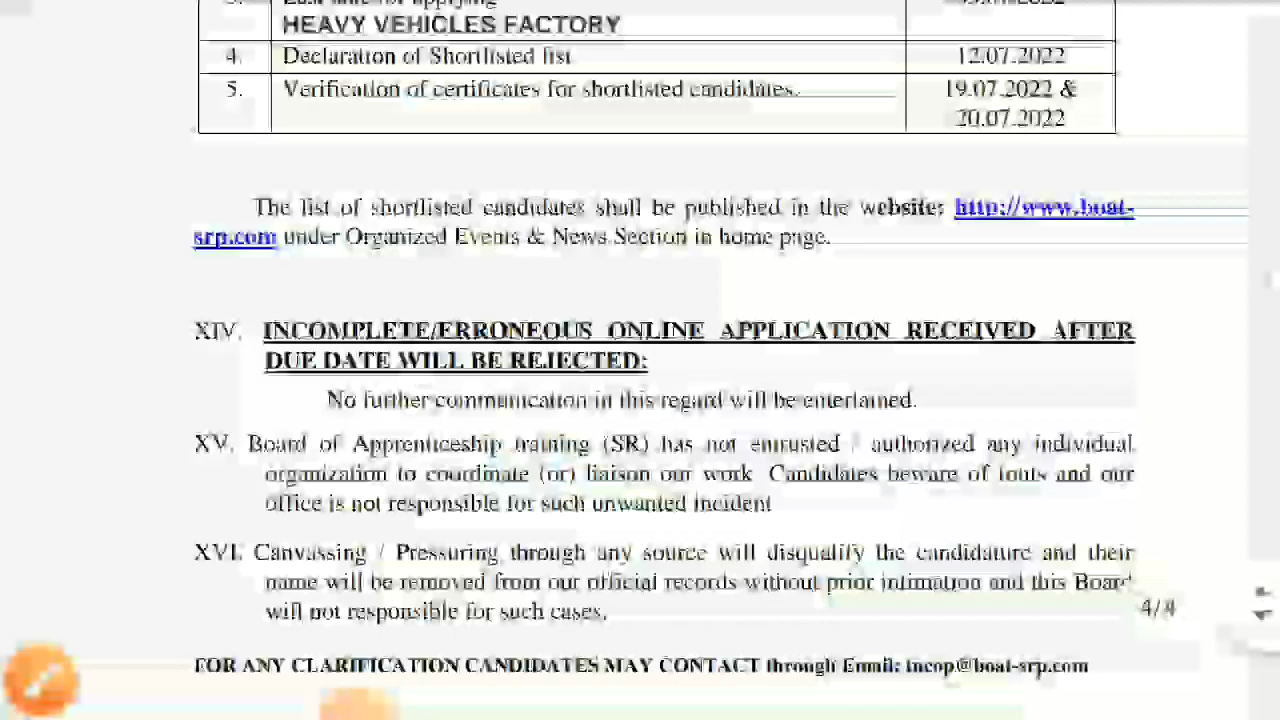 HEAVY VEHICLES FACTORY
4. Declaration of Shortlisted list 12.07.2022
5. Verification of certificates for shortlisted candidates. 19.07.2022 &
20.07.2022
The list of shortlisted candidates shall be published in the website: http://www.boat-
srp.com under Organized Events & News Section in home page.
XIV. INCOMPLETE/ERRONEOUS ONLINE APPLICATION RECEIVED AFTER
DUE DATE WILL BE REJECTED:
No further communication in this regard will be entertained.
XV. Board of Apprenticeship training (SR) has not entrusted / authorized any individual
organization to coordinate (or) liaison our work Candidates beware of touts and our
office is not responsible for such unwanted incident
XVI. Canvassing / Pressuring through any source will disqualify the candidature and their
name will be removed from our official records without prior intimation and this Board
will not responsible for such cases.
4/4
FOR ANY CLARIFICATION CANDIDATES MAY CONTACT through Email: